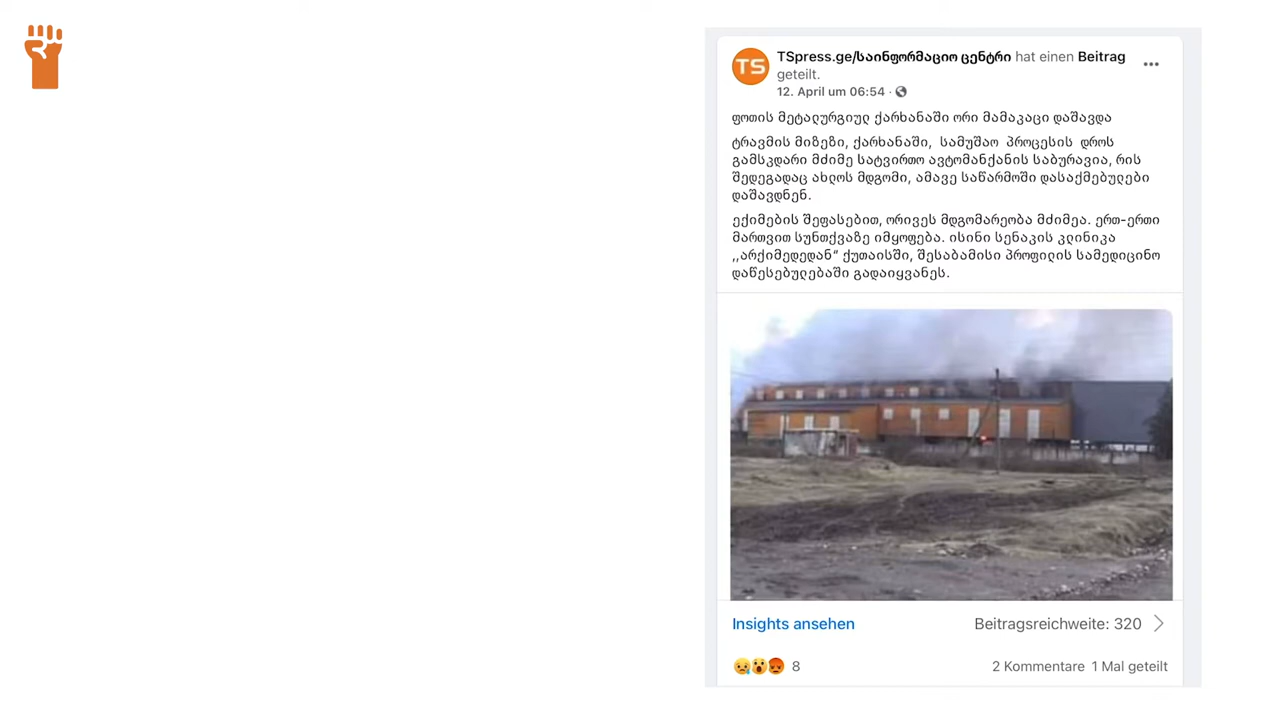 TS
TSpress.ge/საინფორმაციო ცენტრი hat einen Beitrag
geteilt.
12. April um 06:54 ·
ფოთის მეტალურგიულ ქარხანაში ორი მამაკაცი დაშავდა
ტრავმის მიზეზი, ქარხანაში, სამუშაო პროცესის დროს
გამსკდარი მძიმე სატვირთო ავტომანქანის საბურავია, რის
შედეგადაც ახლოს მდგომი, ამავე საწარმოში დასაქმებულები
დაშავდნენ.
ექიმების შეფასებით, ორივეს მდგომარეობა მძიმეა. ერთ-ერთი
მართვით სუნთქვაზე იმყოფება. ისინი სენაკის კლინიკა
,,არქიმედედან“ ქუთაისში, შესაბამისი პროფილის სამედიცინო
დაწესებულებაში გადაიყვანეს.
Insights ansehen
Beitragsreichweite: 320
8
2 Kommentare 1 Mal geteilt